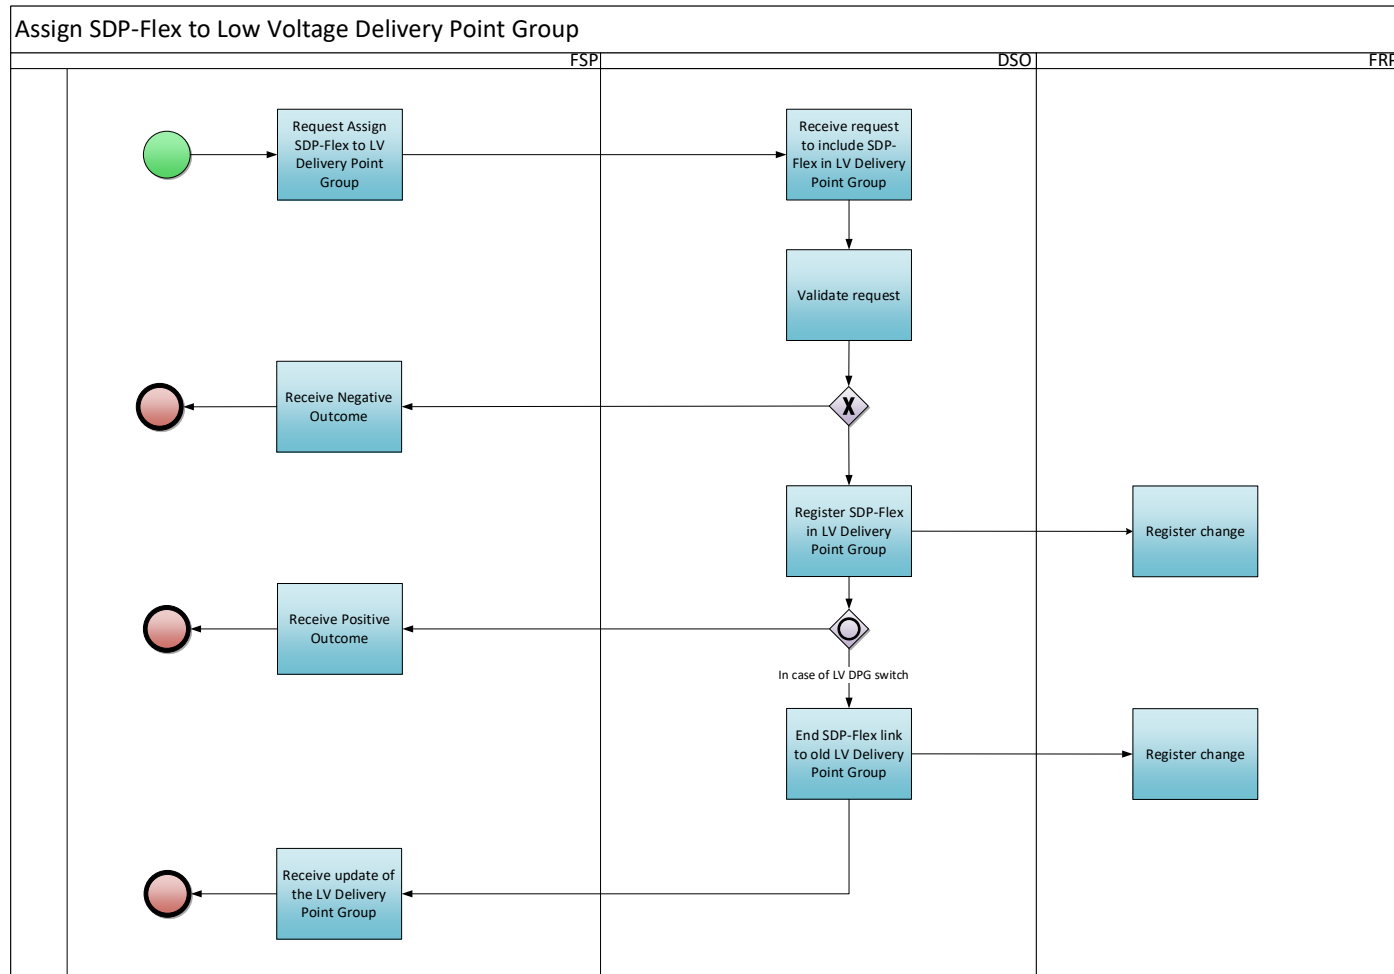 Assign SDP-Flex to Low Voltage Delivery Point Group
FSP
DSO
FRP
Request Assign
SDP-Flex to LV
Delivery Point
Group
Receive request
to include SDP-
Flex in LV Delivery
Point Group
Validate request
Receive Negative
Outcome
X
Register SDP-Flex
in LV Delivery
Point Group
Register change
Receive Positive
Outcome
In case of LV DPG switch
End SDP-Flex link
to old LV Delivery
Point Group
Register change
Receive update of
the LV Delivery
Point Group